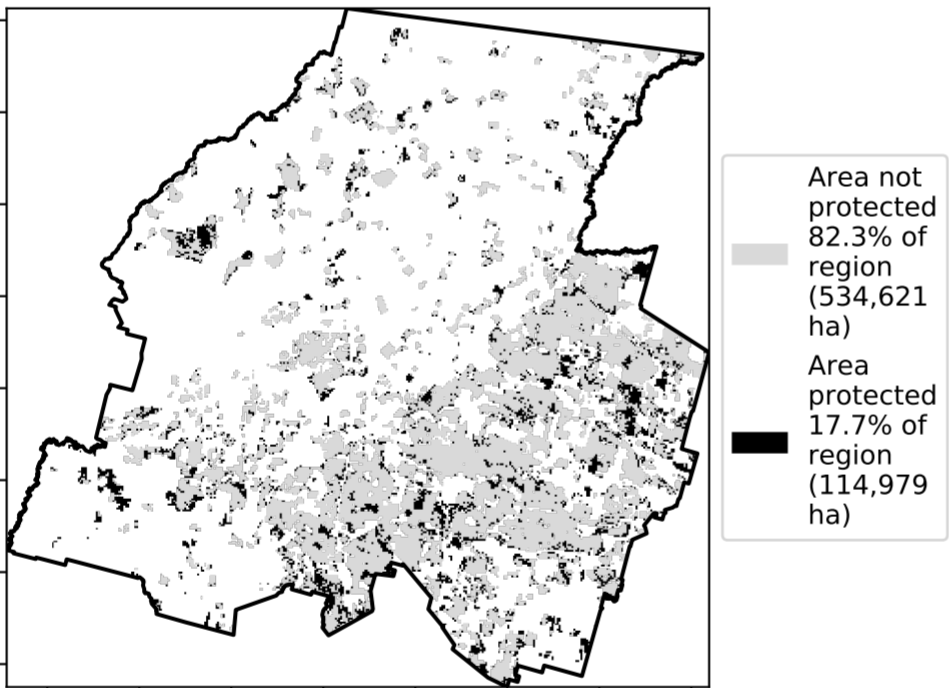 Area not
protected
82.3% of
region
(534,621
ha)
Area
protected
17.7% of
region
(114,979
ha)